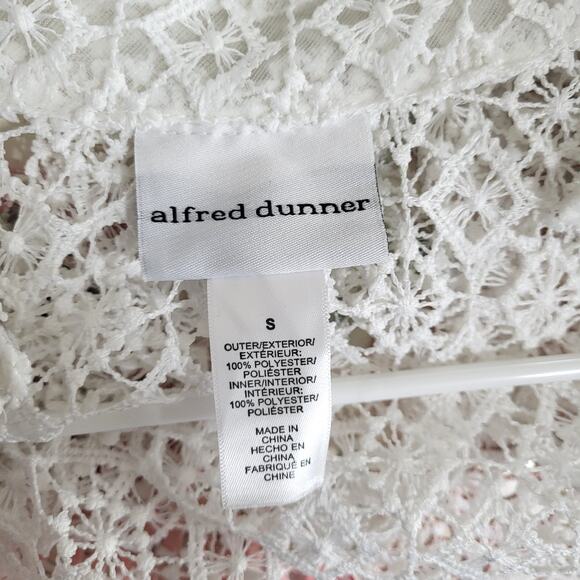 alfred dunner
S
OUTER/EXTERIOR/
EXTÉRIEUR:
100% POLYESTER/
POLIÉSTER
INNER/INTERIOR/
INTÉRIEUR:
100% POLYESTER/
POLIÉSTER
MADE IN
CHINA
HECHO EN
CHINA
FABRIQUÉ EN
CHINE